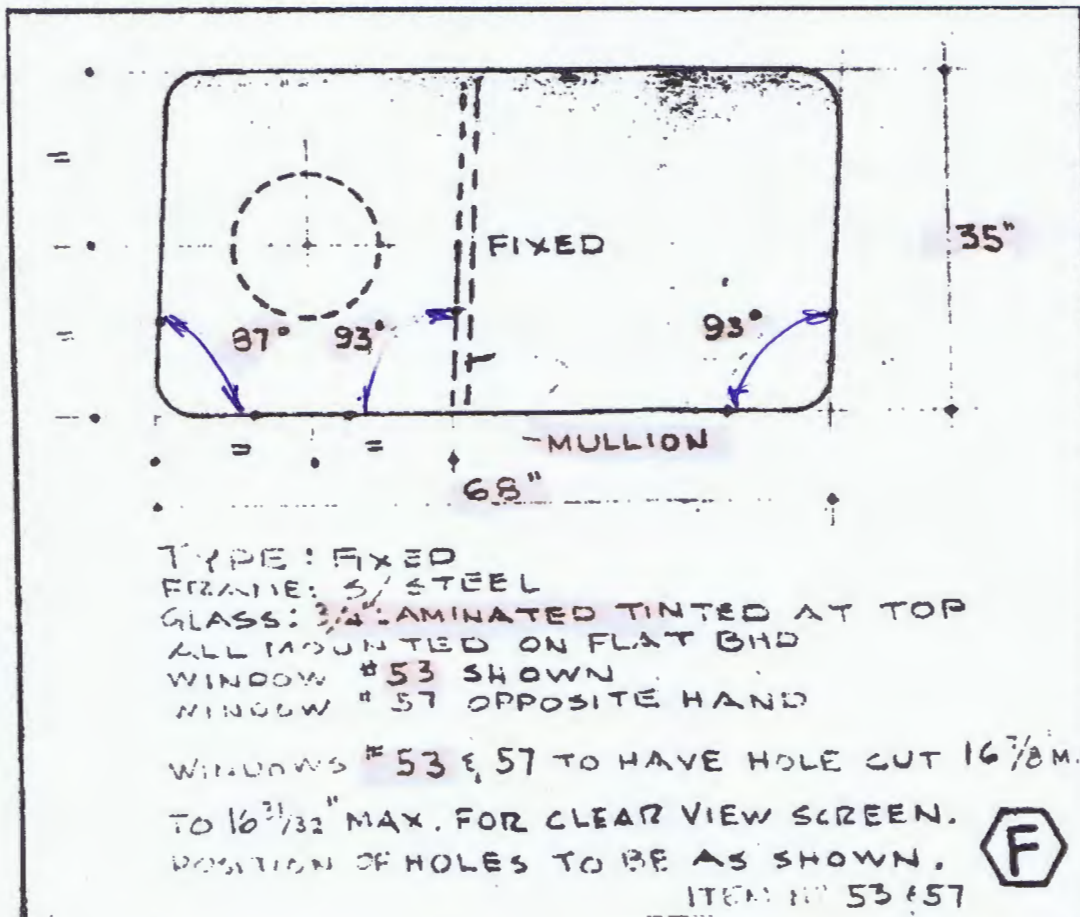 =
FIXED
35"
=
87°
93°
93°
=
=
MULLION
68"
TYPE: FIXED
FRAME: S/STEEL
GLASS: 3/4" LAMINATED TINTED AT TOP
ALL MOUNTED ON FLAT BHD
WINDOW #53 SHOWN
WINDOW #57 OPPOSITE HAND
WINDOWS #53 & 57 TO HAVE HOLE CUT 16 7/8 M.
TO 16 31/32" MAX. FOR CLEAR VIEW SCREEN.
POSITION OF HOLES TO BE AS SHOWN.
F
ITEM Nº 53 & 57